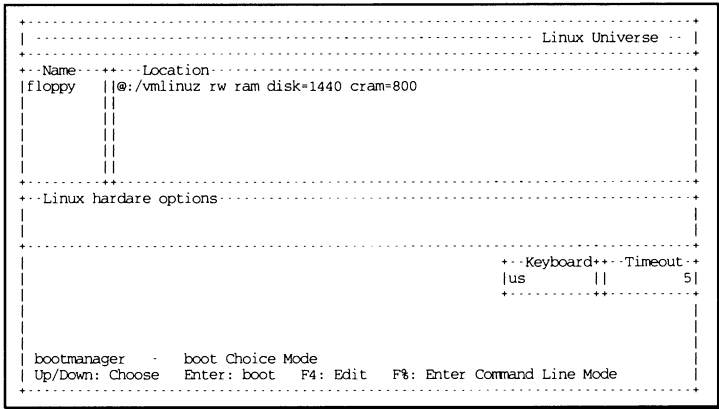 Linux Universe
Name Location
floppy @:/vmlinuz rw ram disk=1440 cram=800
Linux hardare options
Keyboard Timeout
us 5
bootmanager - boot Choice Mode
Up/Down: Choose Enter: boot F4: Edit F%: Enter Command Line Mode